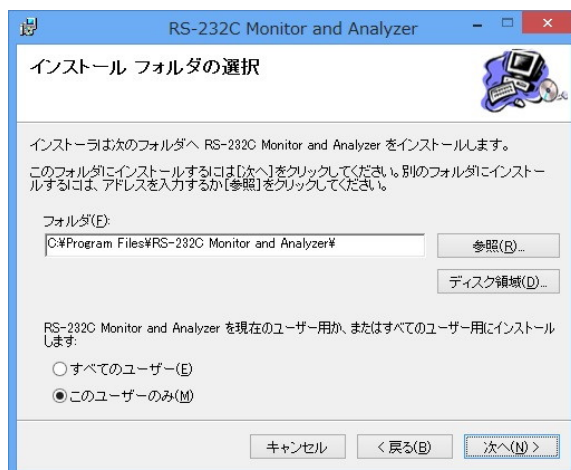 RS-232C Monitor and Analyzer
インストール フォルダの選択
インストーラは次のフォルダへ RS-232C Monitor and Analyzer をインストールします。
このフォルダにインストールするには[次へ]をクリックしてください。別のフォルダにインストー
ルするには、アドレスを入力するか[参照]をクリックしてください。
フォルダ(F):
C:¥Program Files¥RS-232C Monitor and Analyzer¥
参照(R)...
ディスク領域(D)...
RS-232C Monitor and Analyzer を現在のユーザー用か、またはすべてのユーザー用にインストール
します:
すべてのユーザー(E)
このユーザーのみ(M)
キャンセル
< 戻る(B)
次へ(N) >